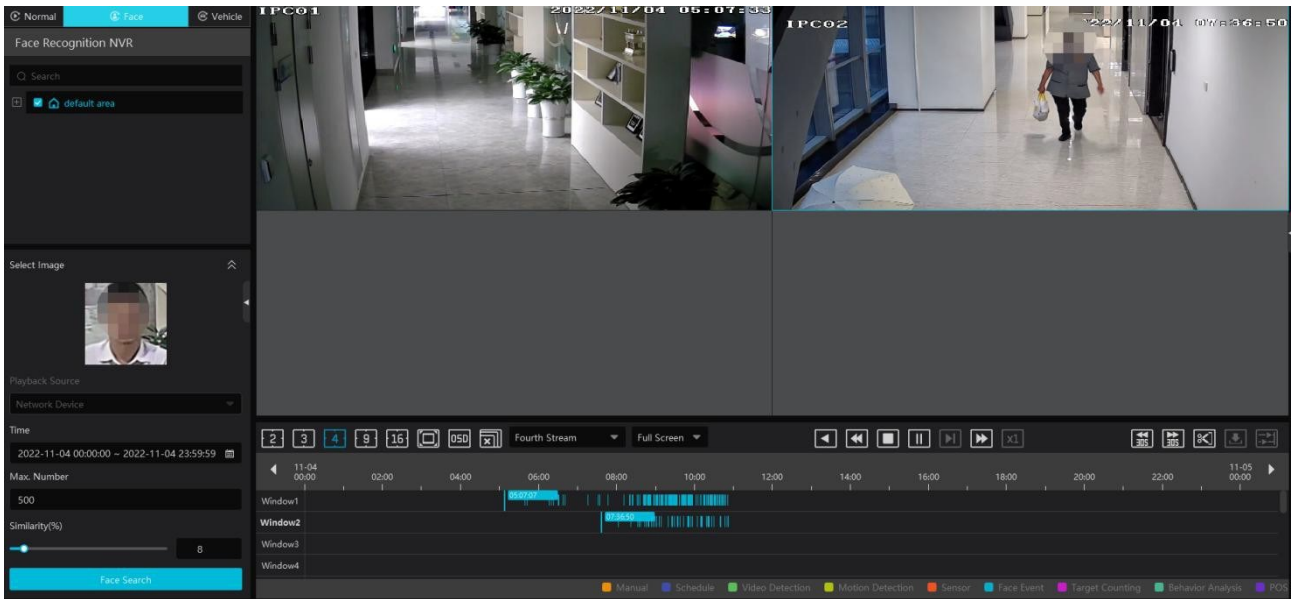 Normal
Face
Vehicle
Face Recognition NVR
Search
default area
Select Image
Playback Source
Network Device
Time
2022-11-04 00:00:00 ~ 2022-11-04 23:59:59
Max. Number
500
Similarity(%)
8
Face Search
IPC01
2022/11/04 05:07:33
IPC02
22/11/04 07:36:50
2 3 4 9 16 OSD
Fourth Stream
Full Screen
x1
30S 30S
11-04 11-05
00:00 02:00 04:00 06:00 08:00 10:00 12:00 14:00 16:00 18:00 20:00 22:00 00:00
Window1 05:07:07
Window2 07:36:50
Window3
Window4
Manual Schedule Video Detection Motion Detection Sensor Face Event Target Counting Behavior Analysis POS